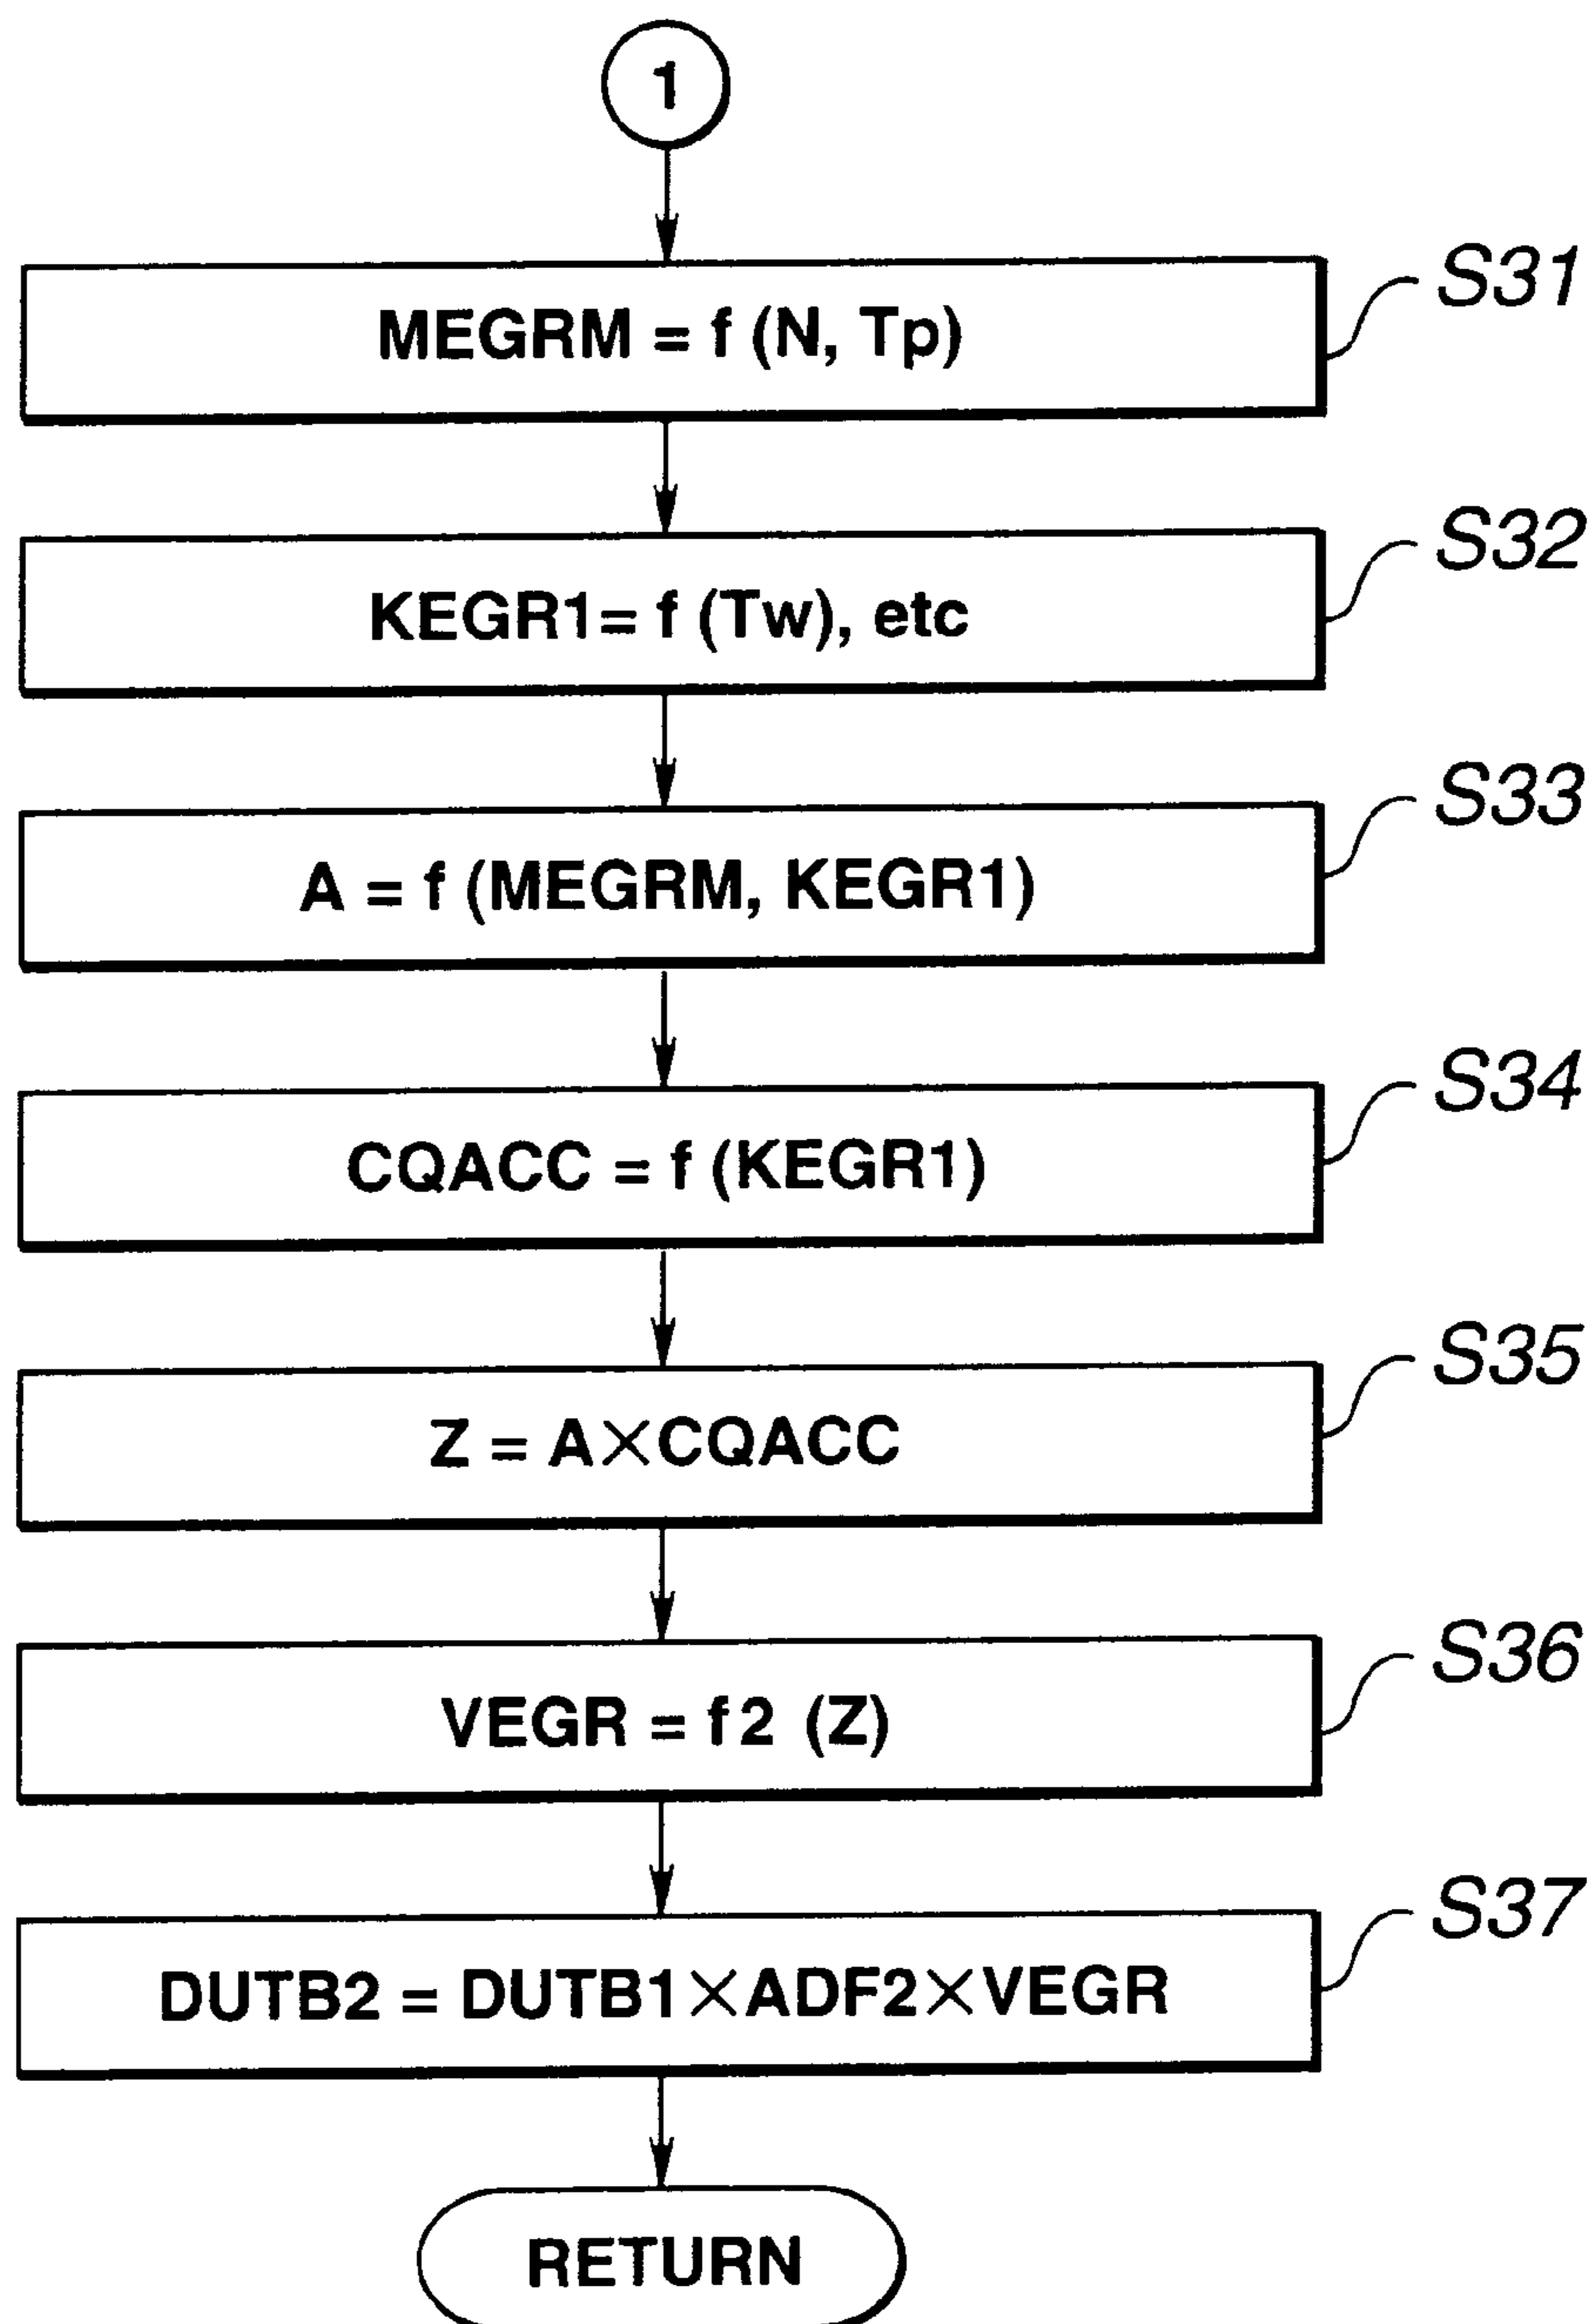 1
MEGRM = f (N, Tp)
S31
KEGR1= f (Tw), etc
S32
A = f (MEGRM, KEGR1)
S33
CQACC = f (KEGR1)
S34
Z = A×CQACC
S35
VEGR = f2 (Z)
S36
DUTB2 = DUTB1×ADF2×VEGR
S37
RETURN